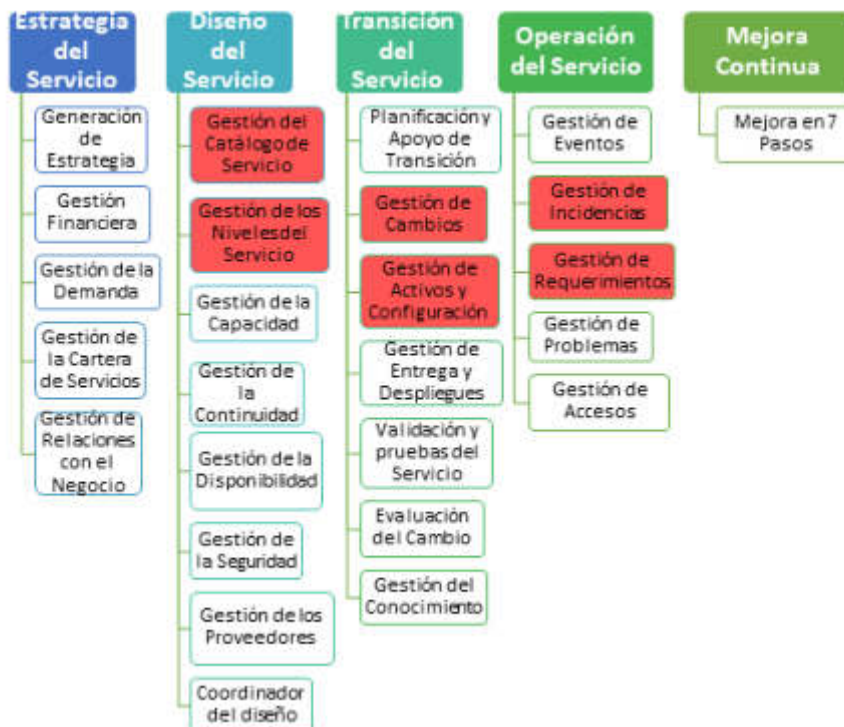 Estrategia
del
Servicio
Generación
de
Estrategia
Gestión
Financiera
Gestión de la
Demanda
Gestión de
la Cartera
de Servicios
Gestión de
Relaciones
con el
Negocio
Diseño
del
Servicio
Gestión del
Catálogo de
Servicio
Gestión de los
Niveles del
Servicio
Gestión de la
Capacidad
Gestión de
la
Continuidad
Gestión de la
Disponibilidad
Gestión de
la Seguridad
Gestión de los
Proveedores
Coordinador
del diseño
Transición
del
Servicio
Planificación y
Apoyo de
Transición
Gestión de
Cambios
Gestión de
Activos y
Configuración
Gestión de
Entrega y
Despliegues
Validación y
pruebas del
Servicio
Evaluación
del Cambio
Gestión del
Conocimiento
Operación
del Servicio
Gestión de
Eventos
Gestión de
Incidencias
Gestión de
Requerimientos
Gestión de
Problemas
Gestión de
Accesos
Mejora
Continua
Mejora en 7
Pasos